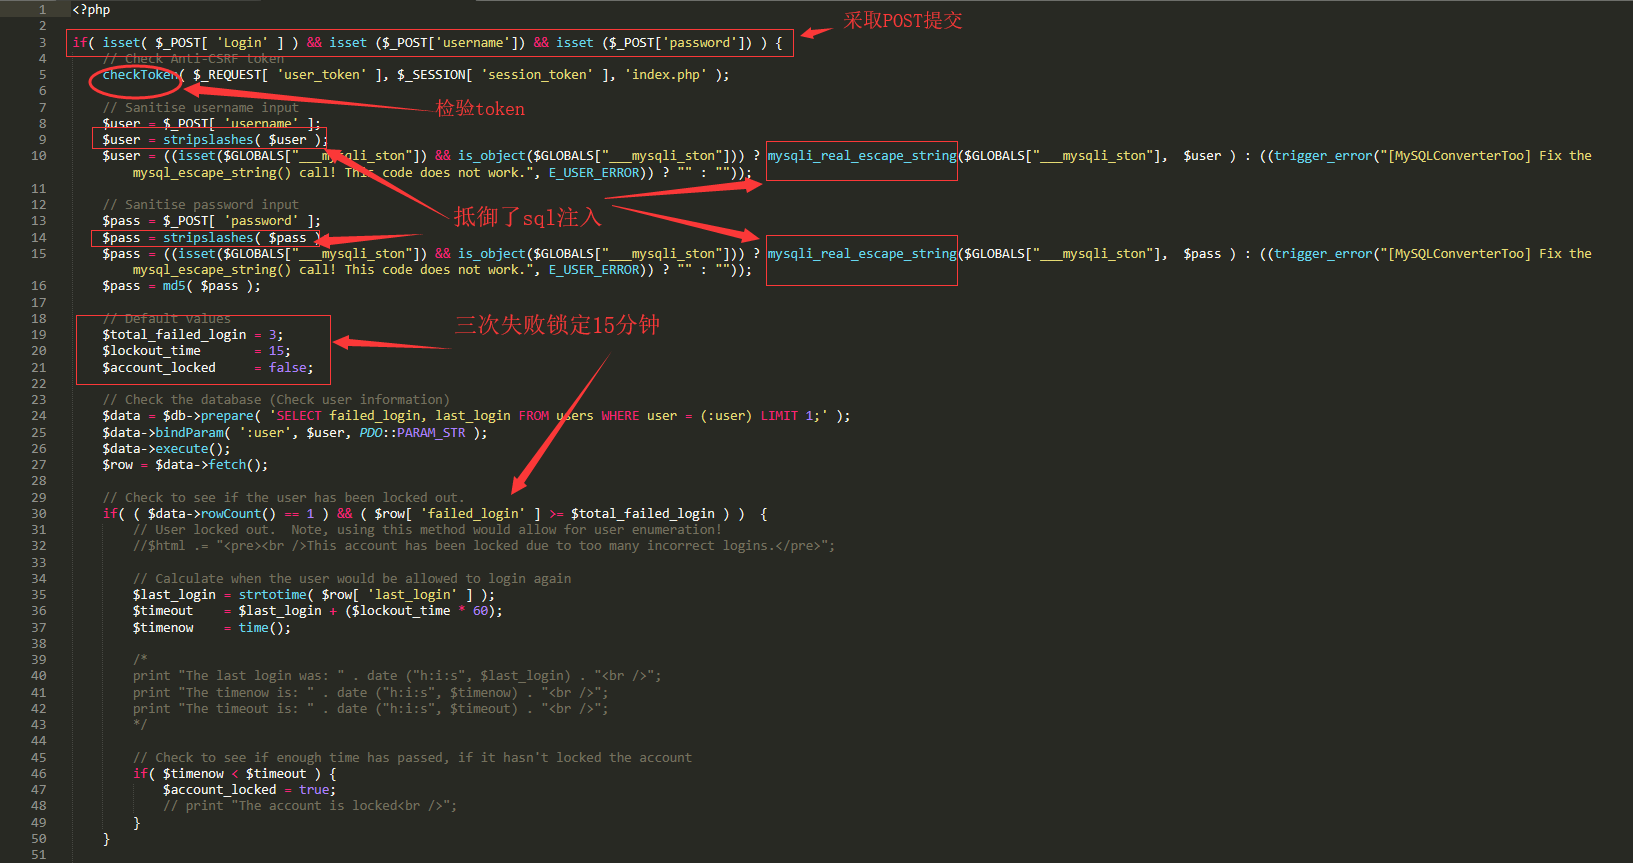 1 <?php
2
3 if( isset( $_POST[ 'Login' ] ) && isset ($_POST['username']) && isset ($_POST['password']) ) {
采取POST提交
4 // Check Anti-CSRF token
5 checkToken( $_REQUEST[ 'user_token' ], $_SESSION[ 'session_token' ], 'index.php' );
6
检验token
7 // Sanitise username input
8 $user = $_POST[ 'username' ];
9 $user = stripslashes( $user );
10 $user = ((isset($GLOBALS["___mysqli_ston"]) && is_object($GLOBALS["___mysqli_ston"])) ? mysqli_real_escape_string($GLOBALS["___mysqli_ston"], $user ) : ((trigger_error("[MySQLConverterToo] Fix the
mysql_escape_string() call! This code does not work.", E_USER_ERROR)) ? "" : ""));
11
12 // Sanitise password input
13 $pass = $_POST[ 'password' ];
抵御了sql注入
14 $pass = stripslashes( $pass )
15 $pass = ((isset($GLOBALS["___mysqli_ston"]) && is_object($GLOBALS["___mysqli_ston"])) ? mysqli_real_escape_string($GLOBALS["___mysqli_ston"], $pass ) : ((trigger_error("[MySQLConverterToo] Fix the
mysql_escape_string() call! This code does not work.", E_USER_ERROR)) ? "" : ""));
16 $pass = md5( $pass );
17
18 // Default values
三次失败锁定15分钟
19 $total_failed_login = 3;
20 $lockout_time = 15;
21 $account_locked = false;
22
23 // Check the database (Check user information)
24 $data = $db->prepare( 'SELECT failed_login, last_login FROM users WHERE user = (:user) LIMIT 1;' );
25 $data->bindParam( ':user', $user, PDO::PARAM_STR );
26 $data->execute();
27 $row = $data->fetch();
28
29 // Check to see if the user has been locked out.
30 if( ( $data->rowCount() == 1 ) && ( $row[ 'failed_login' ] >= $total_failed_login ) ) {
31 // User locked out. Note, using this method would allow for user enumeration!
32 //$html .= "<pre><br />This account has been locked due to too many incorrect logins.</pre>";
33
34 // Calculate when the user would be allowed to login again
35 $last_login = strtotime( $row[ 'last_login' ] );
36 $timeout = $last_login + ($lockout_time * 60);
37 $timenow = time();
38
39 /*
40 print "The last login was: " . date ("h:i:s", $last_login) . "<br />";
41 print "The timenow is: " . date ("h:i:s", $timenow) . "<br />";
42 print "The timeout is: " . date ("h:i:s", $timeout) . "<br />";
43 */
44
45 // Check to see if enough time has passed, if it hasn't locked the account
46 if( $timenow < $timeout ) {
47 $account_locked = true;
48 // print "The account is locked<br />";
49 }
50 }
51